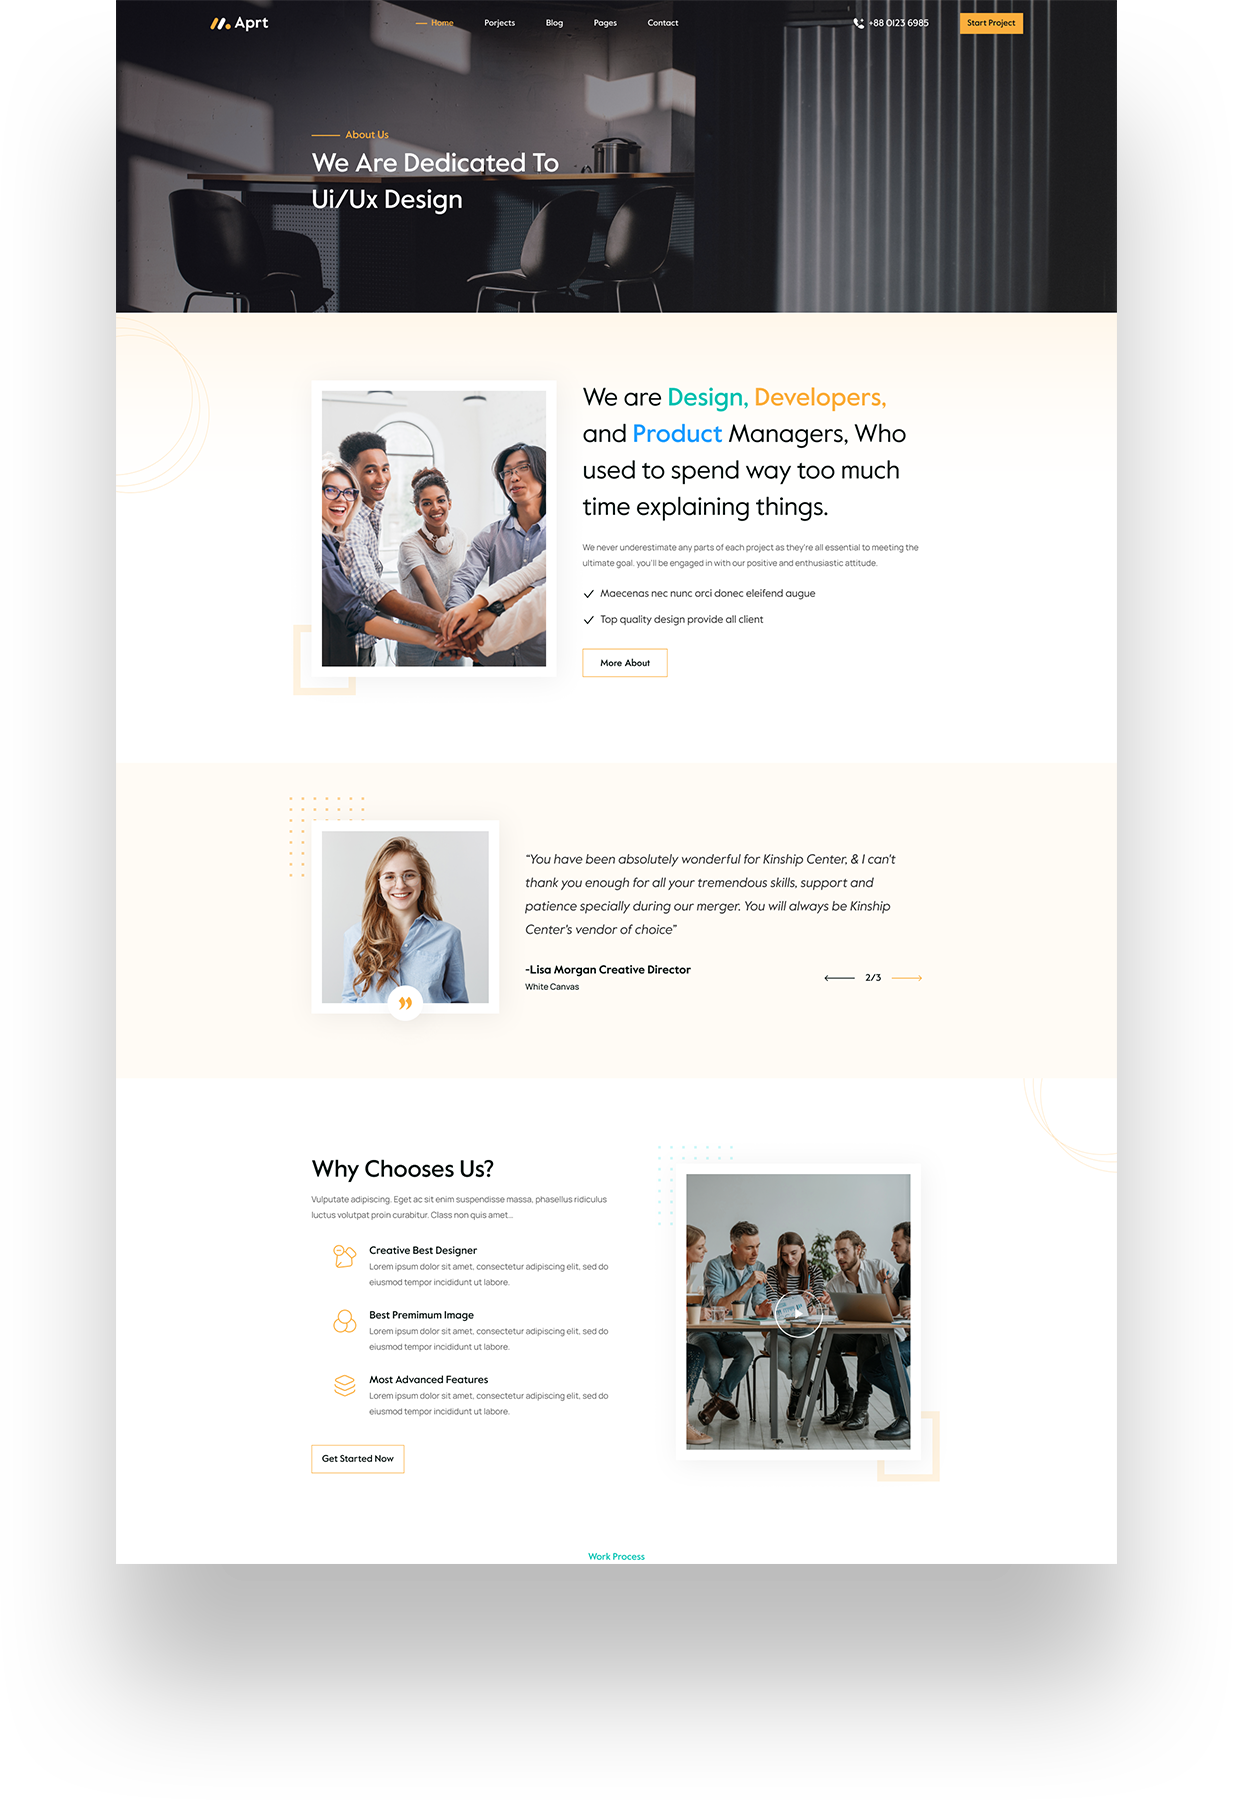 Aprt
Home
Porjects
Blog
Pages
Contact
+88 0123 6985
Start Project
About Us
We Are Dedicated To
Ui/Ux Design
We are Design, Developers,
and Product Managers, Who
used to spend way too much
time explaining things.
We never underestimate any parts of each project as they're all essential to meeting the
ultimate goal. you'll be engaged in with our positive and enthusiastic attitude.
Maecenas nec nunc orci donec eleifend augue
Top quality design provide all client
More About
"You have been absolutely wonderful for Kinship Center, & I can't
thank you enough for all your tremendous skills, support and
patience specially during our merger. You will always be Kinship
Center's vendor of choice"
-Lisa Morgan Creative Director
White Canvas
2/3
Why Chooses Us?
Vulputate adipiscing. Eget ac sit enim suspendisse massa, phasellus ridiculus
luctus volutpat proin curabitur. Class non quis amet...
Creative Best Designer
Lorem ipsum dolor sit amet, consectetur adipiscing elit, sed do
eiusmod tempor incididunt ut labore.
Best Premimum Image
Lorem ipsum dolor sit amet, consectetur adipiscing elit, sed do
eiusmod tempor incididunt ut labore.
Most Advanced Features
Lorem ipsum dolor sit amet, consectetur adipiscing elit, sed do
eiusmod tempor incididunt ut labore.
Get Started Now
Work Process